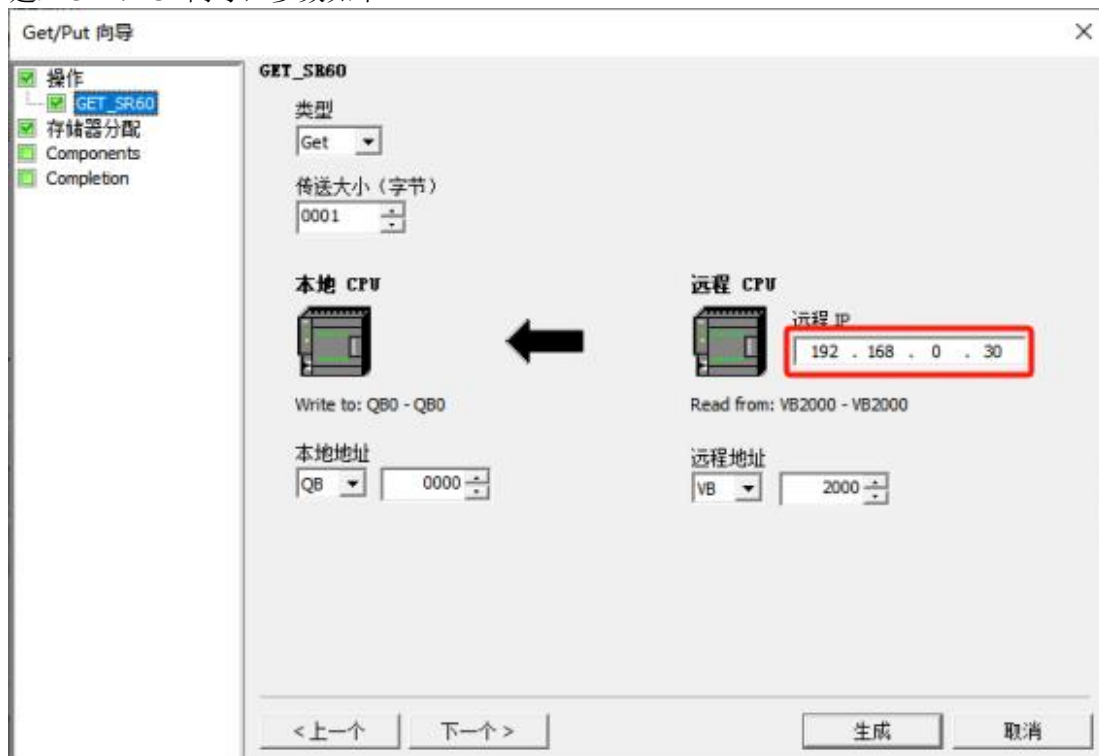 Get/Put 向导
操作
GET_SR60
存储器分配
Components
Completion
GET_SR60
类型
Get
传送大小（字节）
0001
本地 CPU
远程 CPU
远程 IP
192 . 168 . 0 . 30
Write to: QB0 - QB0
Read from: VB2000 - VB2000
本地地址
QB 0000
远程地址
VB 2000
<上一个
下一个>
生成
取消